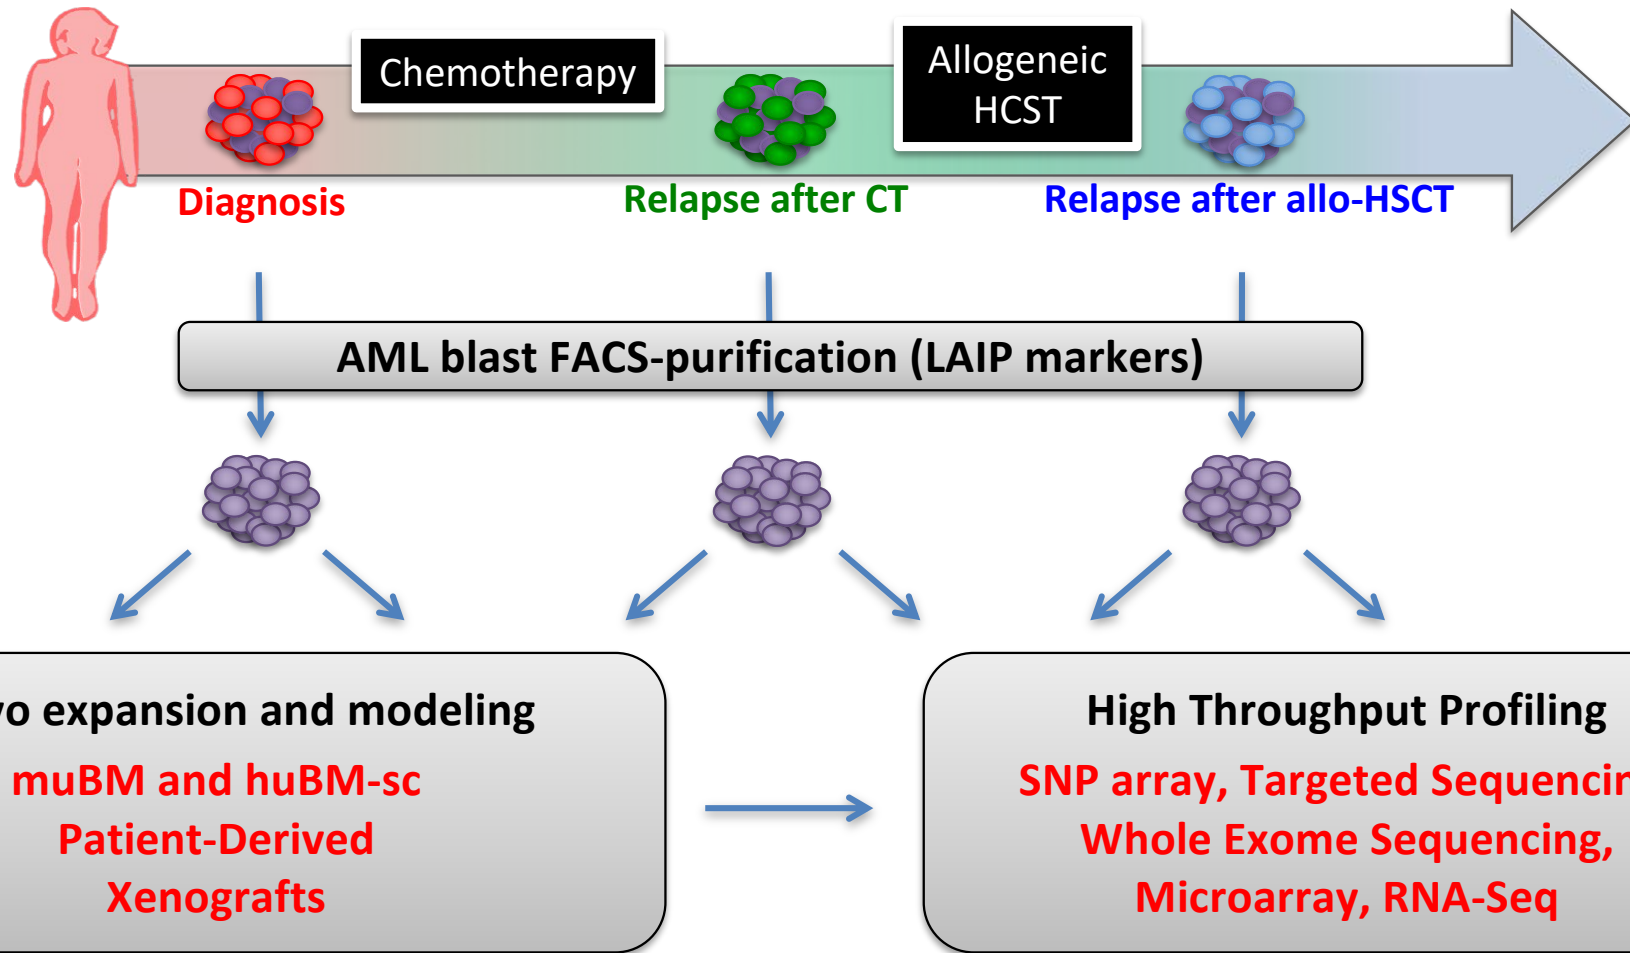 Chemotherapy
Allogeneic
HCST
Diagnosis
Relapse after CT
Relapse after allo-HSCT
AML blast FACS-purification (LAIP markers)
expansion and modeling
muBM and huBM-sc
Patient-Derived
Xenografts
High Throughput Profiling
SNP array, Targeted
Whole Exome Sequencing,
Microarray, RNA-Seq